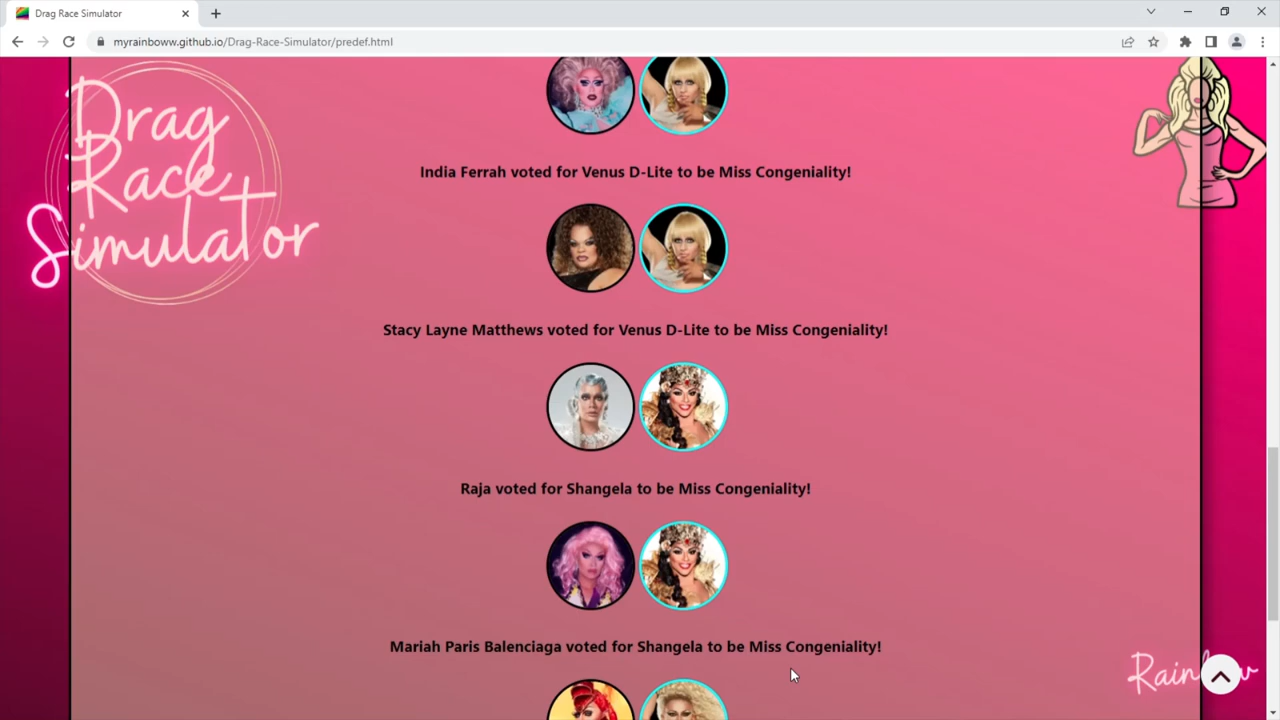 Drag Race Simulator
myrainboww.github.io/Drag-Race-Simulator/predef.html
Drag
Race
Simulator
India Ferrah voted for Venus D-Lite to be Miss Congeniality!
Stacy Layne Matthews voted for Venus D-Lite to be Miss Congeniality!
Raja voted for Shangela to be Miss Congeniality!
Mariah Paris Balenciaga voted for Shangela to be Miss Congeniality!